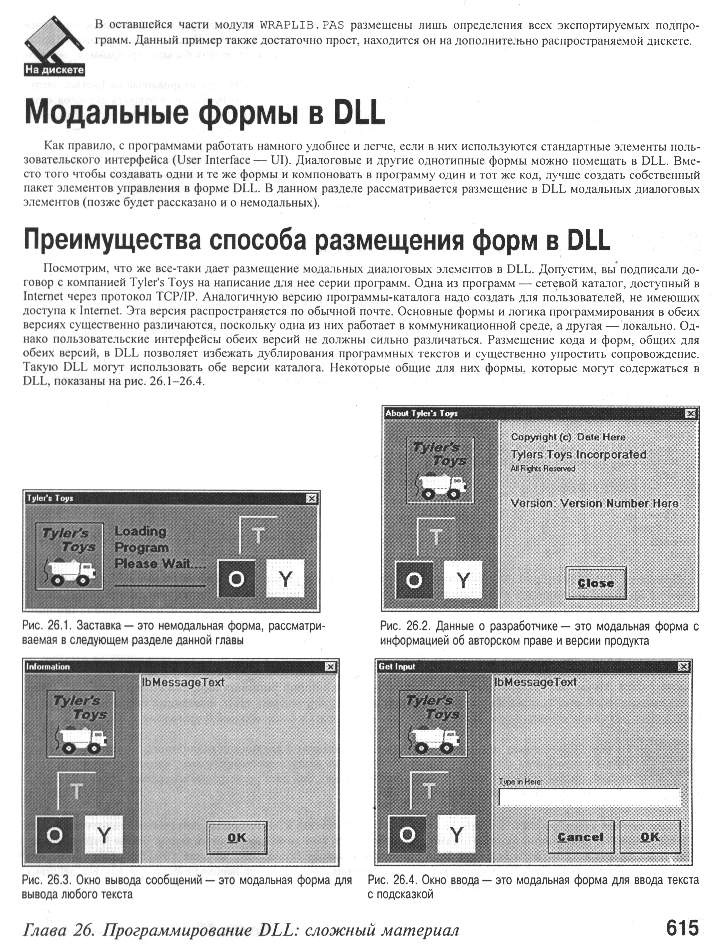 В оставшейся части модуля WRAPLIB.PAS размещены лишь определения всех экспортируемых подпро-
грамм. Данный пример также достаточно прост, находится он на дополнительно распространяемой дискете.
На дискете
Модальные формы в DLL
Как правило, с программами работать намного удобнее и легче, если в них используются стандартные элементы поль-
зовательского интерфейса (User Interface — UI). Диалоговые и другие однотипные формы можно помещать в DLL. Вме-
сто того чтобы создавать одни и те же формы и компоновать в программу один и тот же код, лучше создать собственный
пакет элементов управления в форме DLL. В данном разделе рассматривается размещение в DLL модальных диалоговых
элементов (позже будет рассказано и о немодальных).
Преимущества способа размещения форм в DLL
Посмотрим, что же все-таки дает размещение модальных диалоговых элементов в DLL. Допустим, вы подписали до-
говор с компанией Tyler's Toys на написание для нее серии программ. Одна из программ — сетевой каталог, доступный в
Internet через протокол TCP/IP. Аналогичную версию программы-каталога надо создать для пользователей, не имеющих
доступа к Internet. Эта версия распространяется по обычной почте. Основные формы и логика программирования в обеих
версиях существенно различаются, поскольку одна из них работает в коммуникационной среде, а другая — локально. Од-
нако пользовательские интерфейсы обеих версий не должны сильно различаться. Размещение кода и форм, общих для
обеих версий, в DLL позволяет избежать дублирования программных текстов и существенно упростить сопровождение.
Такую DLL могут использовать обе версии каталога. Некоторые общие для них формы, которые могут содержаться в
DLL, показаны на рис. 26.1–26.4.
Tyler's Toys
Tyler's
Toys
Loading
Program
Please Wait....
T
O
Y
Рис. 26.1. Заставка — это немодальная форма, рассматри-
ваемая в следующем разделе данной главы
About Tyler's Toys
Tyler's
Toys
T
O
Y
Copyright (c) Date Here
Tylers Toys Incorporated
All Rights Reserved
Version: Version Number Here
Close
Рис. 26.2. Данные о разработчике — это модальная форма с
информацией об авторском праве и версии продукта
Information
Tyler's
Toys
T
O
Y
lbMessageText
OK
Рис. 26.3. Окно вывода сообщений — это модальная форма для
вывода любого текста
Get Input
Tyler's
Toys
T
O
Y
lbMessageText
Type in Here:
Cancel
OK
Рис. 26.4. Окно ввода — это модальная форма для ввода текста
с подсказкой
Глава 26. Программирование DLL: сложный материал
615